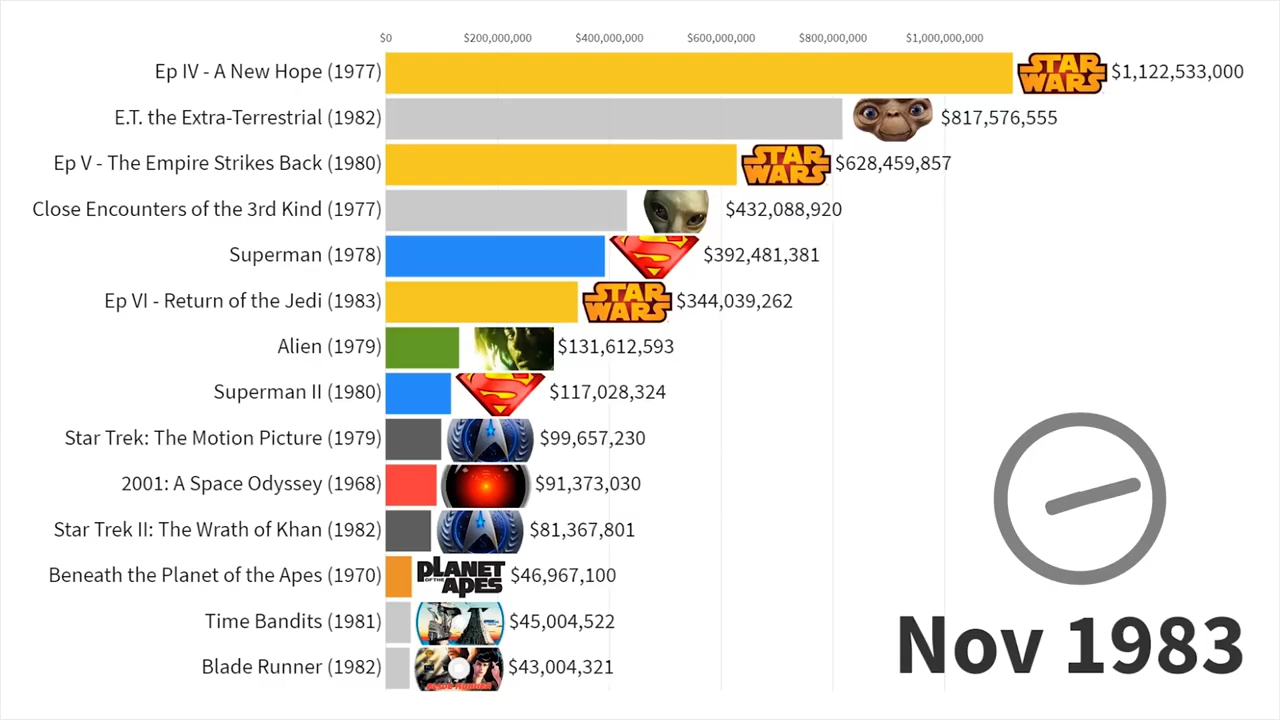 $0 $200,000,000 $400,000,000 $600,000,000 $800,000,000 $1,000,000,000
Ep IV - A New Hope (1977) STAR WARS $1,122,533,000
E.T. the Extra-Terrestrial (1982) $817,576,555
Ep V - The Empire Strikes Back (1980) STAR WARS $628,459,857
Close Encounters of the 3rd Kind (1977) $432,088,920
Superman (1978) $392,481,381
Ep VI - Return of the Jedi (1983) STAR WARS $344,039,262
Alien (1979) $131,612,593
Superman II (1980) $117,028,324
Star Trek: The Motion Picture (1979) $99,657,230
2001: A Space Odyssey (1968) $91,373,030
Star Trek II: The Wrath of Khan (1982) $81,367,801
Beneath the Planet of the Apes (1970) PLANET OF THE APES $46,967,100
Time Bandits (1981) $45,004,522
Blade Runner (1982) BLADE RUNNER $43,004,321
Nov 1983